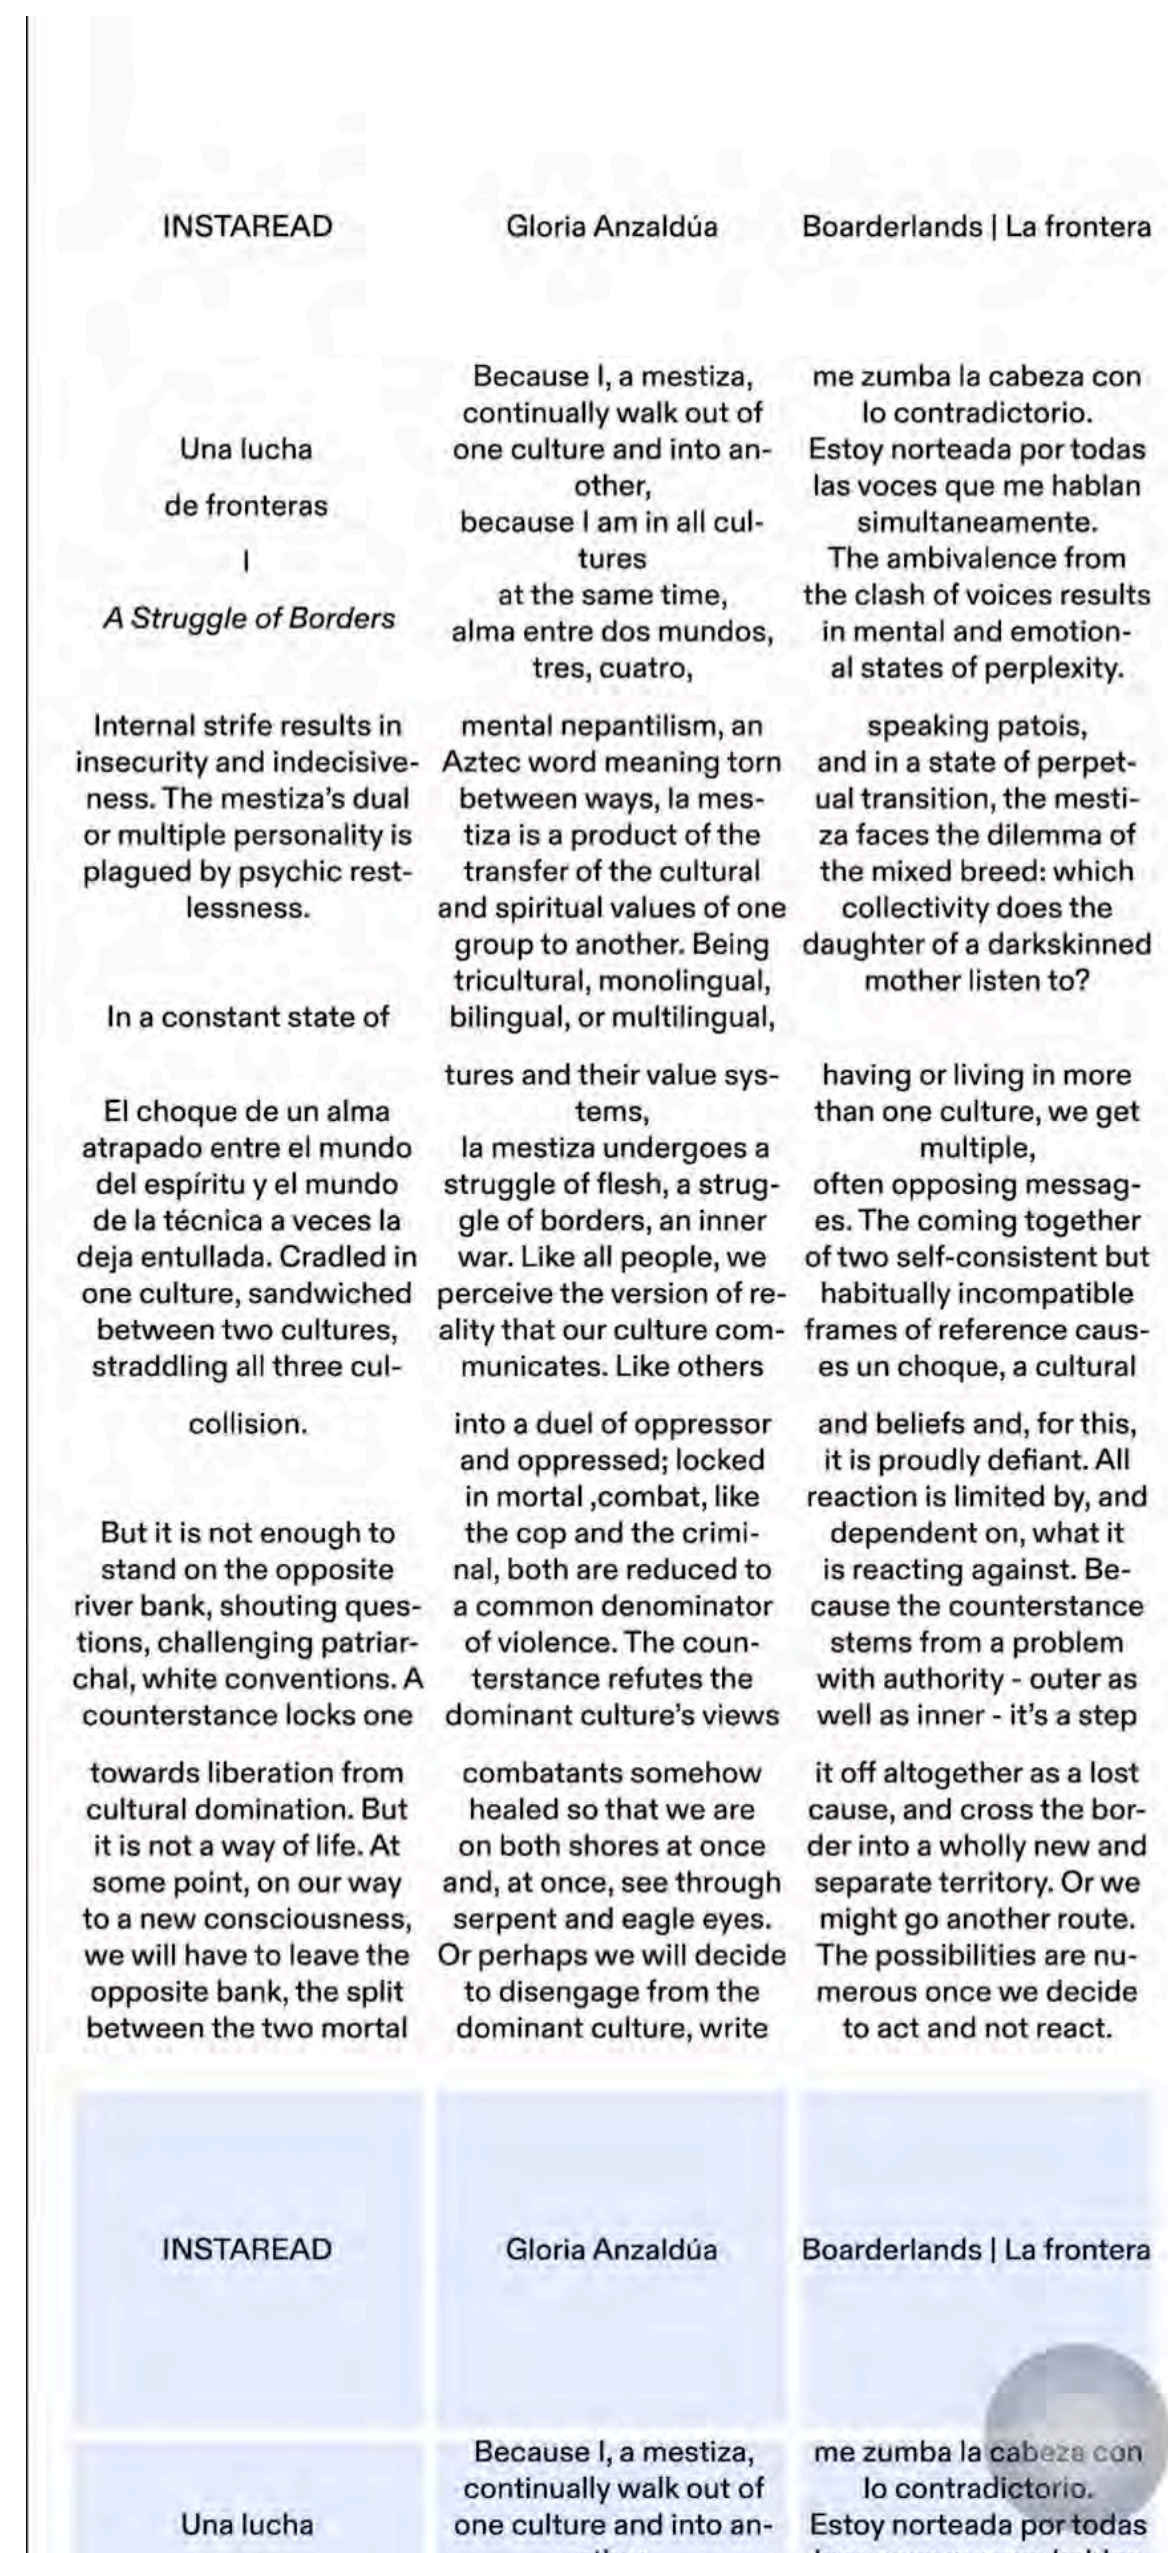 INSTAREAD
Gloria Anzaldúa
Boarderlands | La frontera
Una lucha
de fronteras
|
A Struggle of Borders
Because I, a mestiza,
continually walk out of
one culture and into an-
other,
because I am in all cul-
tures
at the same time,
alma entre dos mundos,
tres, cuatro,
me zumba la cabeza con
lo contradictorio.
Estoy norteada por todas
las voces que me hablan
simultaneamente.
The ambivalence from
the clash of voices results
in mental and emotion-
al states of perplexity.
Internal strife results in
insecurity and indecisive-
ness. The mestiza's dual
or multiple personality is
plagued by psychic rest-
lessness.
In a constant state of
mental nepantilism, an
Aztec word meaning torn
between ways, la mes-
tiza is a product of the
transfer of the cultural
and spiritual values of one
group to another. Being
tricultural, monolingual,
bilingual, or multilingual,
speaking patois,
and in a state of perpet-
ual transition, the mesti-
za faces the dilemma of
the mixed breed: which
collectivity does the
daughter of a darkskinned
mother listen to?
El choque de un alma
atrapado entre el mundo
del espíritu y el mundo
de la técnica a veces la
deja entullada. Cradled in
one culture, sandwiched
between two cultures,
straddling all three cul-
tures and their value sys-
tems,
la mestiza undergoes a
struggle of flesh, a strug-
gle of borders, an inner
war. Like all people, we
perceive the version of re-
ality that our culture com-
municates. Like others
having or living in more
than one culture, we get
multiple,
often opposing messag-
es. The coming together
of two self-consistent but
habitually incompatible
frames of reference caus-
es un choque, a cultural
collision.
But it is not enough to
stand on the opposite
river bank, shouting ques-
tions, challenging patriar-
chal, white conventions. A
counterstance locks one
into a duel of oppressor
and oppressed; locked
in mortal ,combat, like
the cop and the crimi-
nal, both are reduced to
a common denominator
of violence. The coun-
terstance refutes the
dominant culture's views
and beliefs and, for this,
it is proudly defiant. All
reaction is limited by, and
dependent on, what it
is reacting against. Be-
cause the counterstance
stems from a problem
with authority - outer as
well as inner - it's a step
towards liberation from
cultural domination. But
it is not a way of life. At
some point, on our way
to a new consciousness,
we will have to leave the
opposite bank, the split
between the two mortal
combatants somehow
healed so that we are
on both shores at once
and, at once, see through
serpent and eagle eyes.
Or perhaps we will decide
to disengage from the
dominant culture, write
it off altogether as a lost
cause, and cross the bor-
der into a wholly new and
separate territory. Or we
might go another route.
The possibilities are nu-
merous once we decide
to act and not react.
INSTAREAD
Gloria Anzaldúa
Boarderlands | La frontera
Una lucha
Because I, a mestiza,
continually walk out of
one culture and into an-
me zumba la cabeza con
lo contradictorio.
Estoy norteada por todas